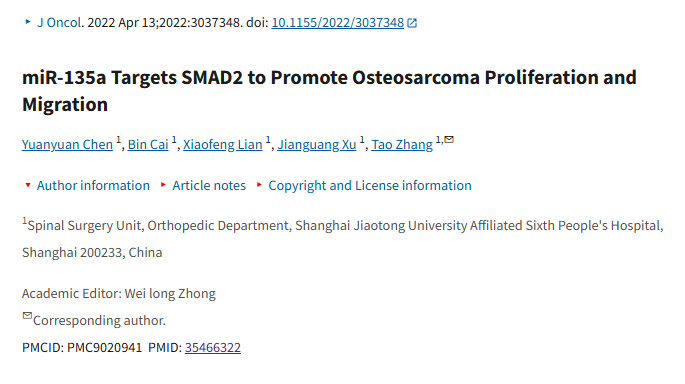 J Oncol. 2022 Apr 13;2022:3037348. doi: 10.1155/2022/3037348
miR-135a Targets SMAD2 to Promote Osteosarcoma Proliferation and
Migration
Yuanyuan Chen 1, Bin Cai 1, Xiaofeng Lian 1, Jianguang Xu 1, Tao Zhang 1,✉
Author information Article notes Copyright and License information
1Spinal Surgery Unit, Orthopedic Department, Shanghai Jiaotong University Affiliated Sixth People's Hospital,
Shanghai 200233, China
Academic Editor: Wei long Zhong
✉Corresponding author.
PMCID: PMC9020941 PMID: 35466322